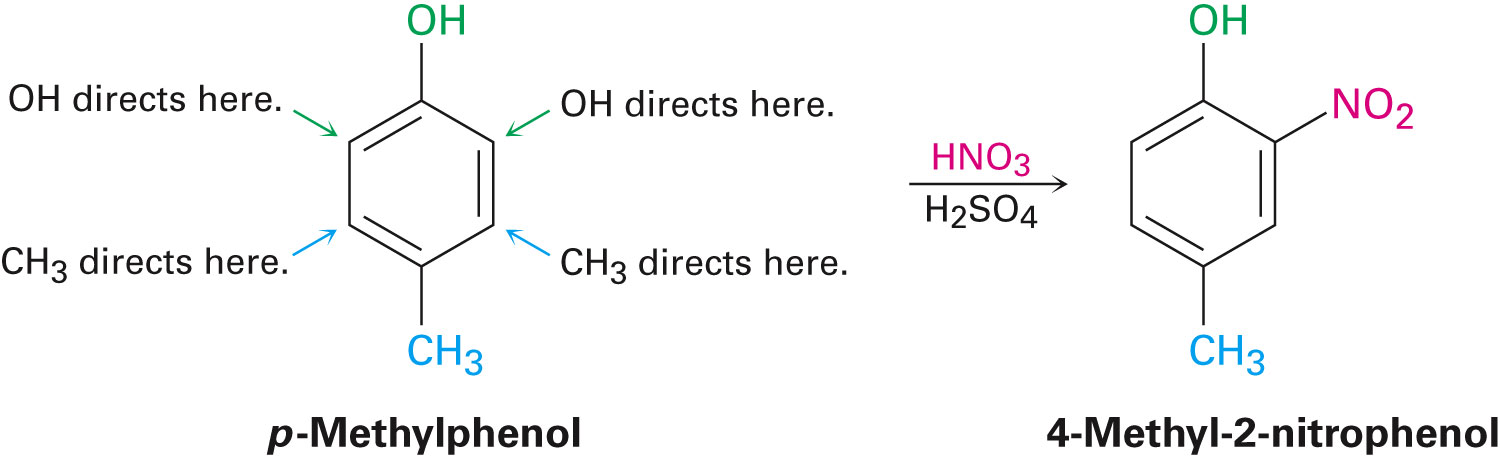 OH
OH directs here.
OH directs here.
CH₃ directs here.
CH₃ directs here.
CH₃
p-Methylphenol
HNO₃
H₂SO₄
OH
NO₂
CH₃
4-Methyl-2-nitrophenol